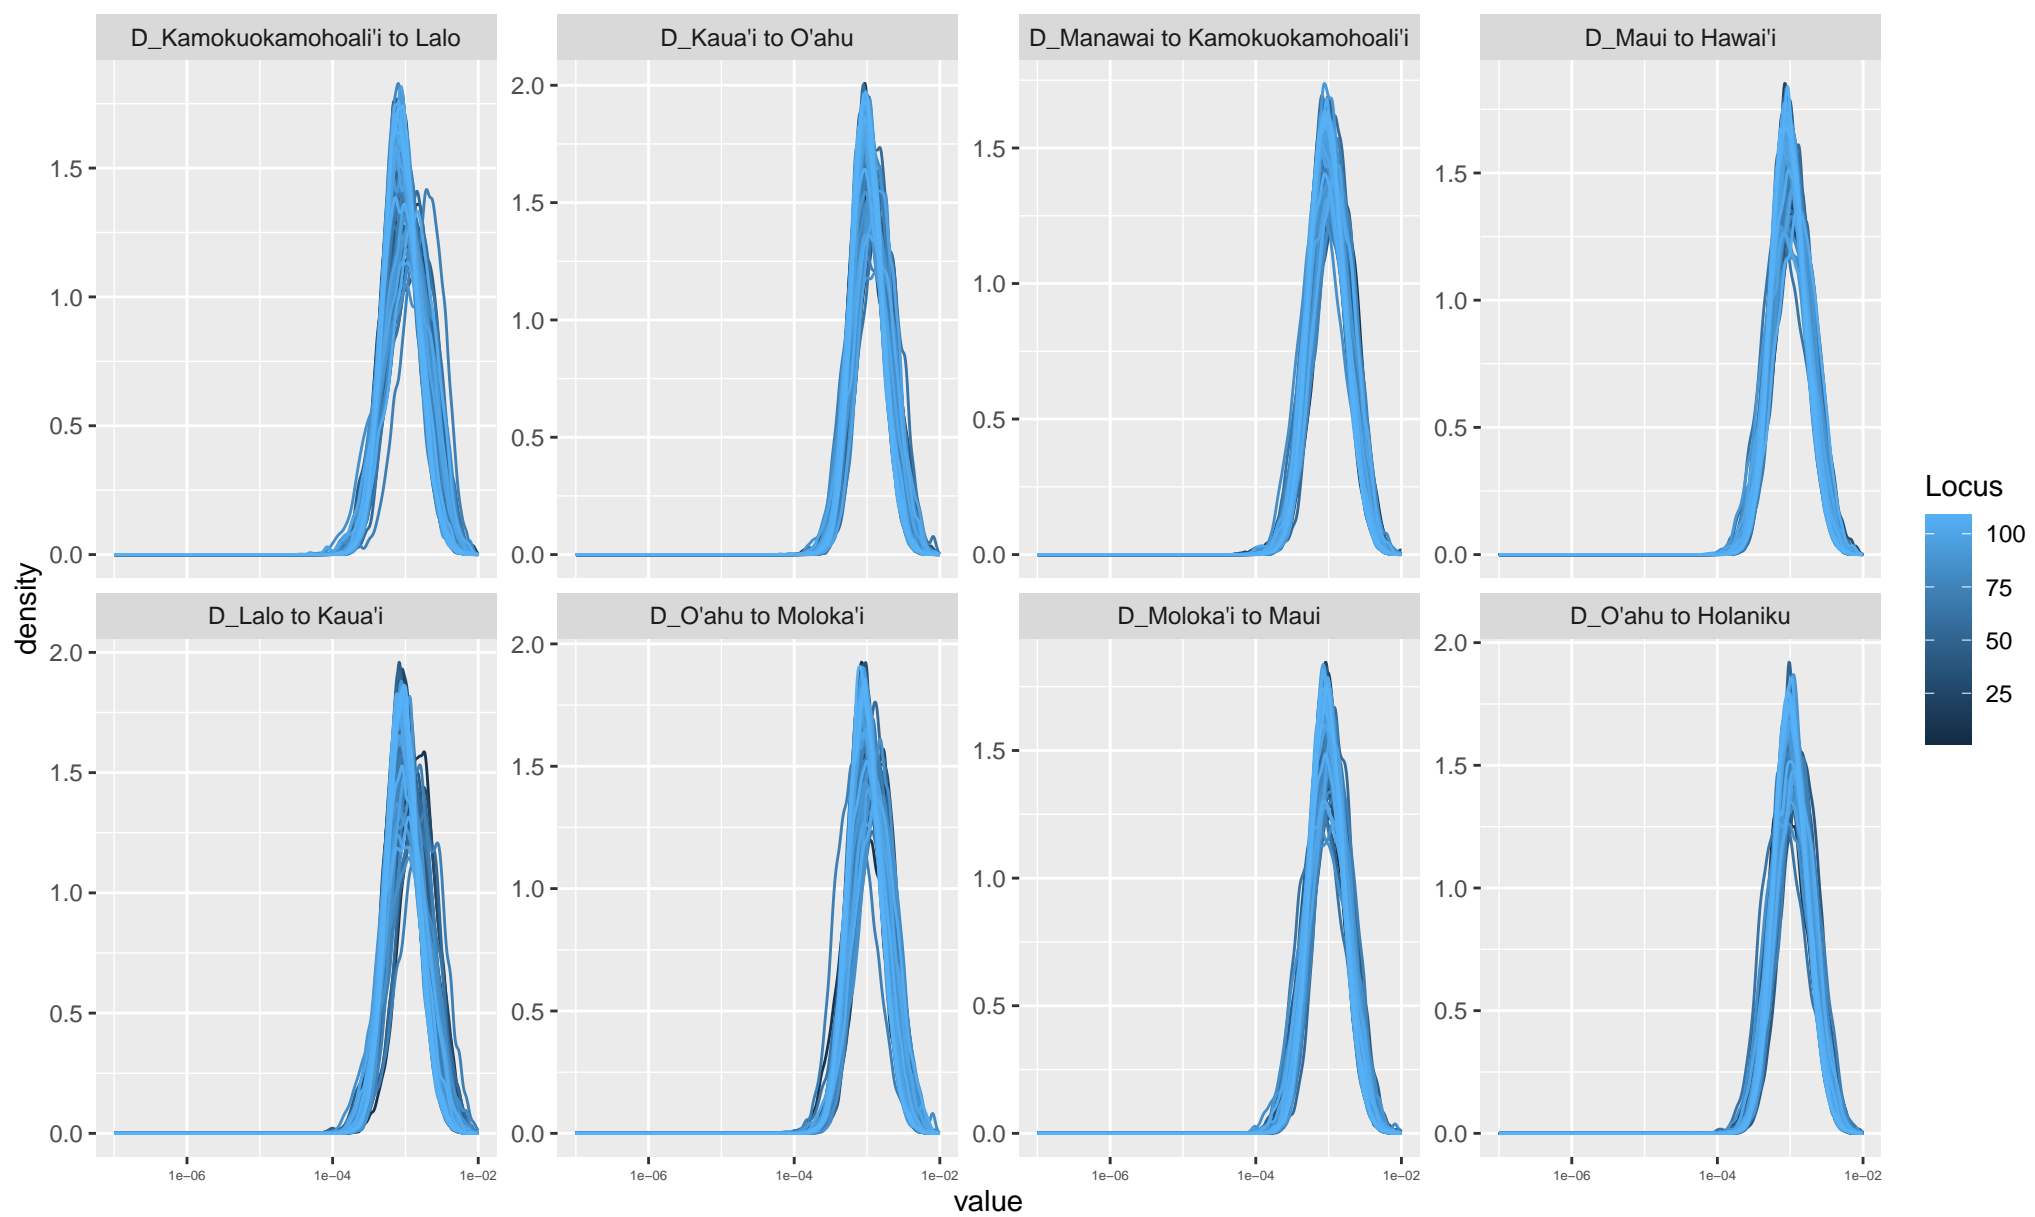 D_Kamokuokamohoali'i to Lalo
D_Kaua'i to O'ahu
D_Manawai to Kamokuokamohoali'i
D_Maui to Hawai'i
1.5
1.0
0.5
0.0
2.0
1.5
1.0
0.5
0.0
1.5
1.0
0.5
0.0
1.5
1.0
0.5
0.0
density
D_Lalo to Kaua'i
D_O'ahu to Moloka'i
D_Moloka'i to Maui
D_O'ahu to Holaniku
2.0
1.5
1.0
0.5
0.0
2.0
1.5
1.0
0.5
0.0
1.5
1.0
0.5
0.0
2.0
1.5
1.0
0.5
0.0
1e−06 1e−04 1e−02
1e−06 1e−04 1e−02
1e−06 1e−04 1e−02
1e−06 1e−04 1e−02
value
Locus
100
75
50
25